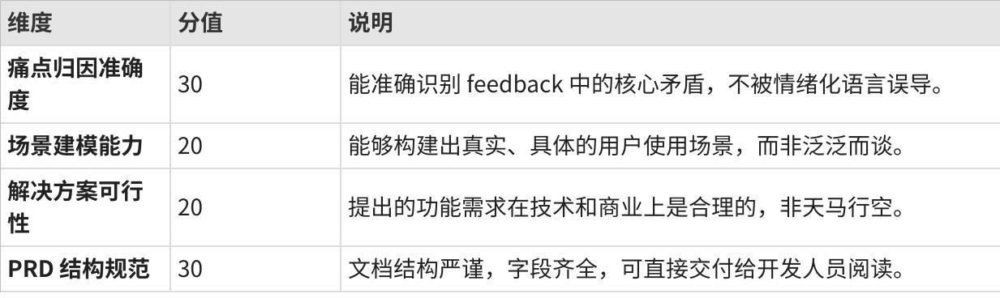 维度 分值 说明
痛点归因准确
度 30 能准确识别 feedback 中的核心矛盾，不被情绪化语言误导。
场景建模能力 20 能够构建出真实、具体的用户使用场景，而非泛泛而谈。
解决方案可行
性 20 提出的功能需求在技术和商业上是合理的，非天马行空。
PRD 结构规范 30 文档结构严谨，字段齐全，可直接交付给开发人员阅读。